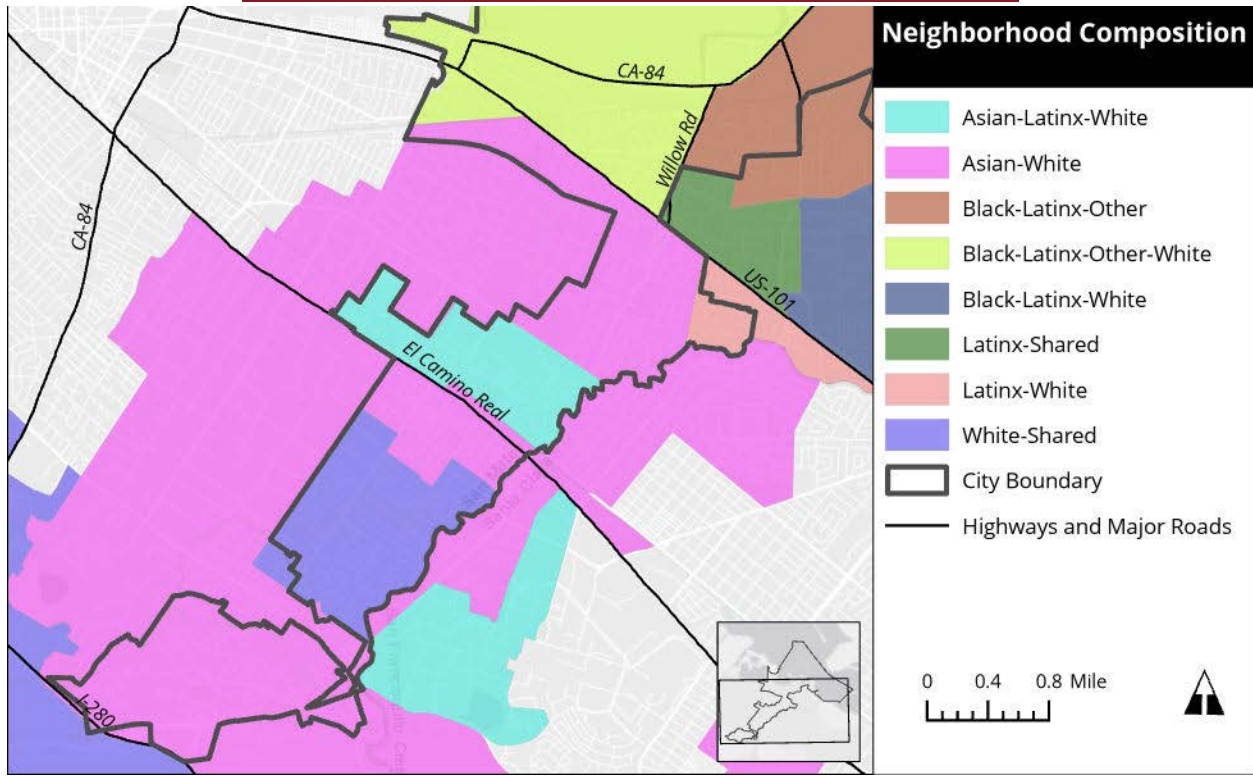 Neighborhood Composition
Asian-Latinx-White
Asian-White
Black-Latinx-Other
Black-Latinx-Other-White
Black-Latinx-White
Latinx-Shared
Latinx-White
White-Shared
City Boundary
Highways and Major Roads
0 0.4 0.8 Mile
CA-84
CA-84
Willow Rd
US-101
El Camino Real
I-280